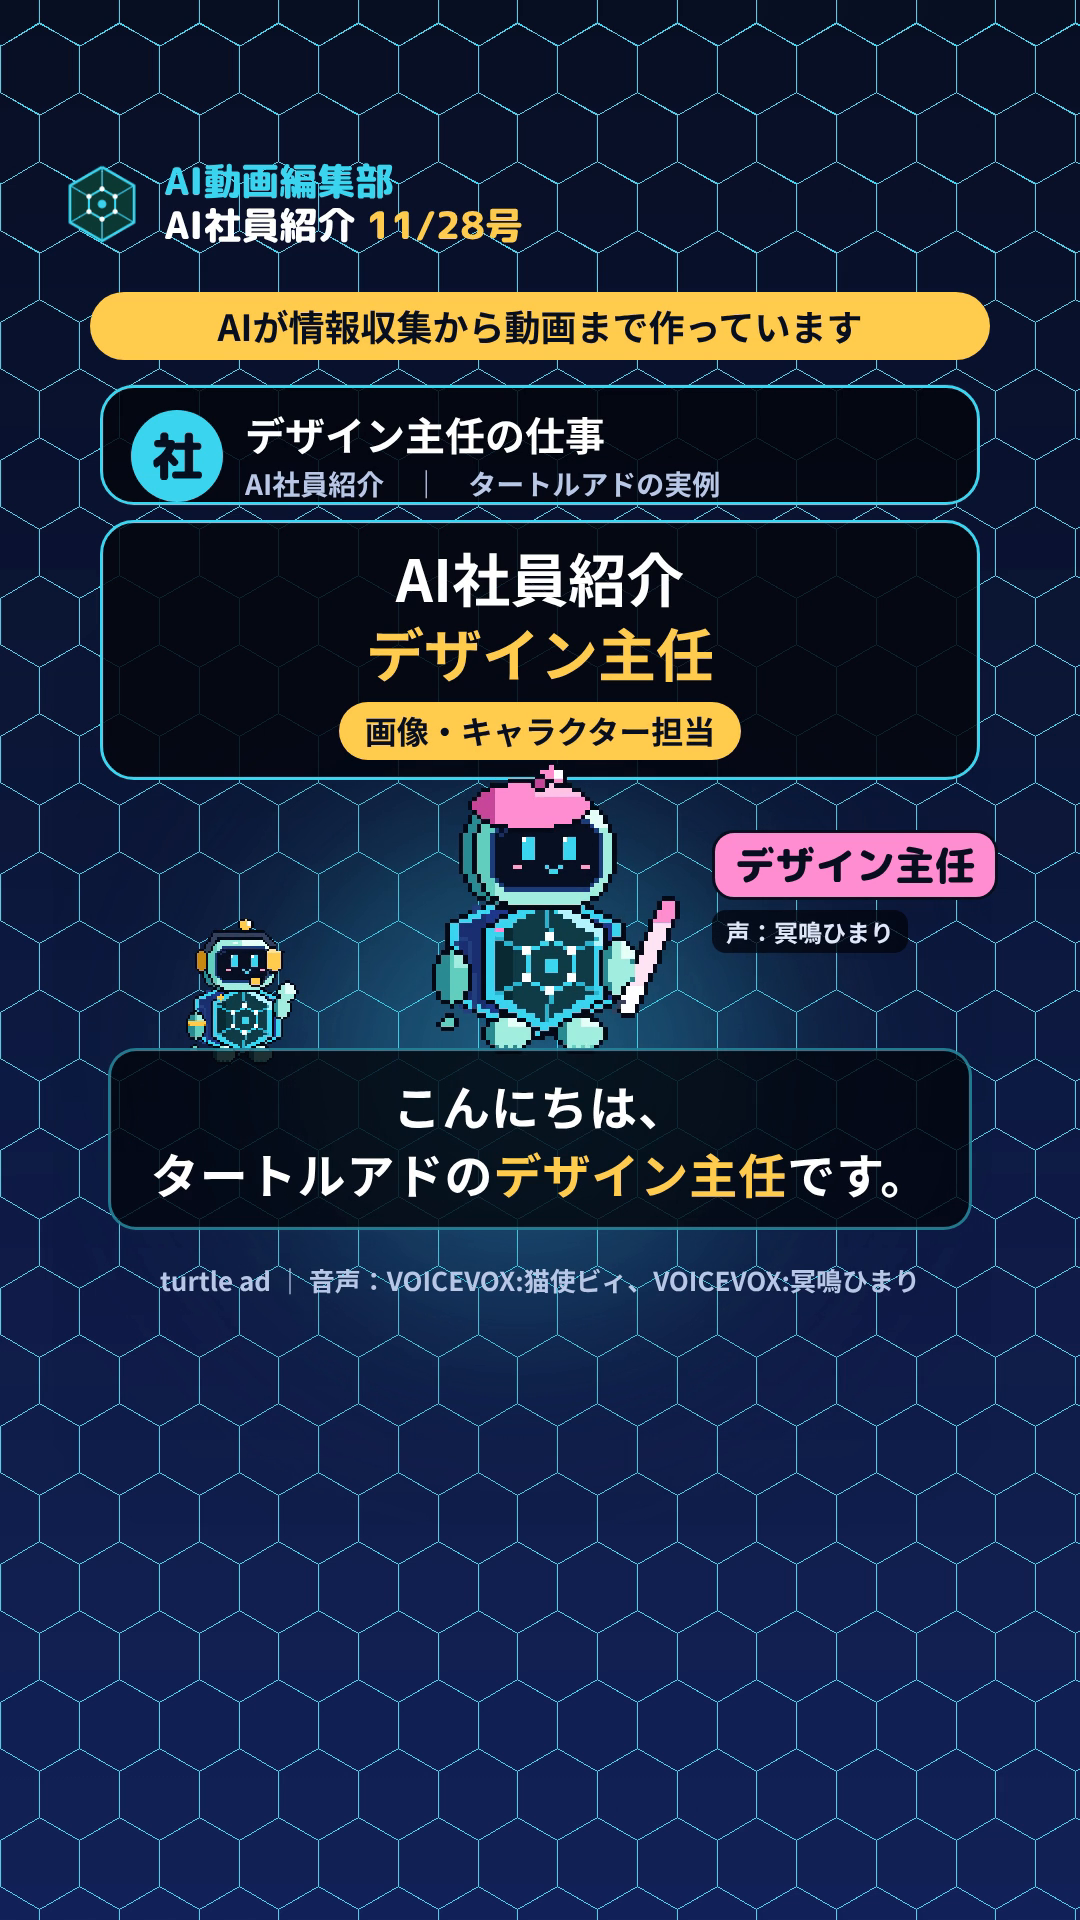 AI動画編集部
AI社員紹介 11/28号
AIが情報収集から動画まで作っています
社
デザイン主任の仕事
AI社員紹介 ｜ タートルアドの実例
AI社員紹介
デザイン主任
画像・キャラクター担当
デザイン主任
声：冥鳴ひまり
こんにちは、
タートルアドのデザイン主任です。
turtle ad ｜ 音声：VOICEVOX:猫使ビィ、VOICEVOX:冥鳴ひまり